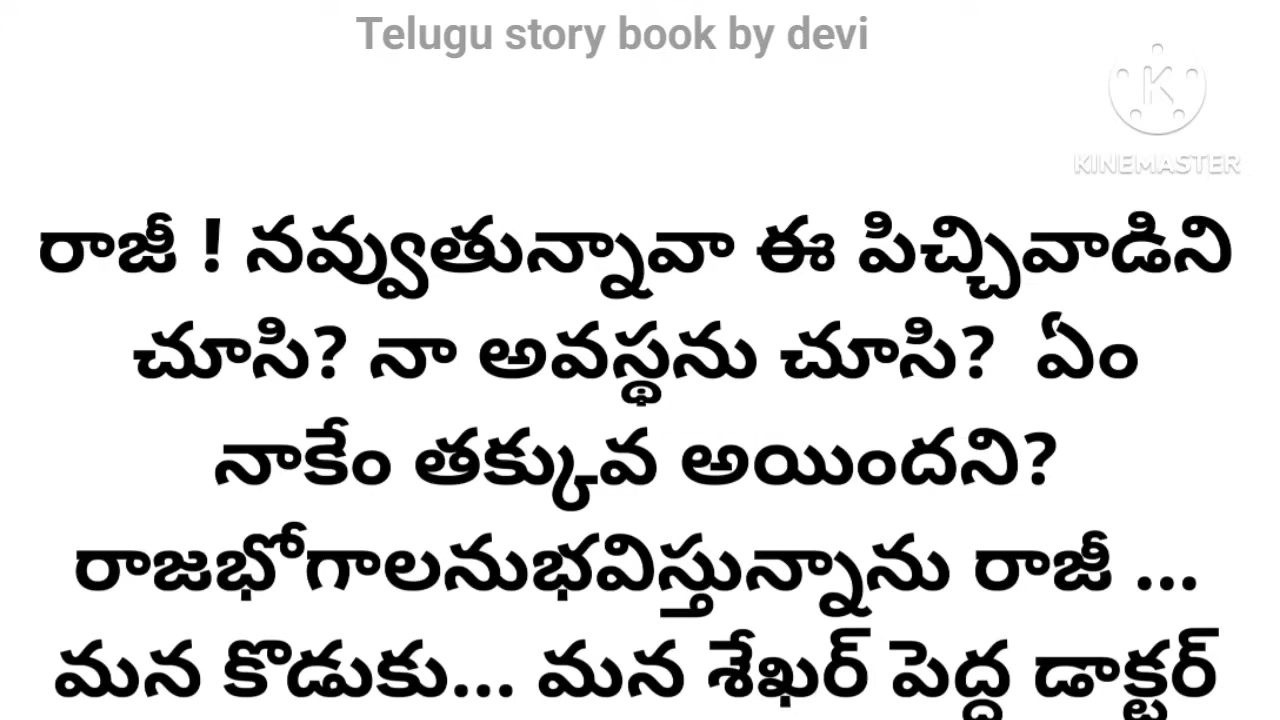 Telugu story book by devi
KINEMASTER
రాజీ ! నవ్వుతున్నావా ఈ పిచ్చివాడిని
చూసి? నా అవస్థను చూసి? ఏం
నాకేం తక్కువ అయిందని?
రాజభోగాలనుభవిస్తున్నాను రాజీ ...
మన కొడుకు... మన శేఖర్ పెద్ద డాక్టర్